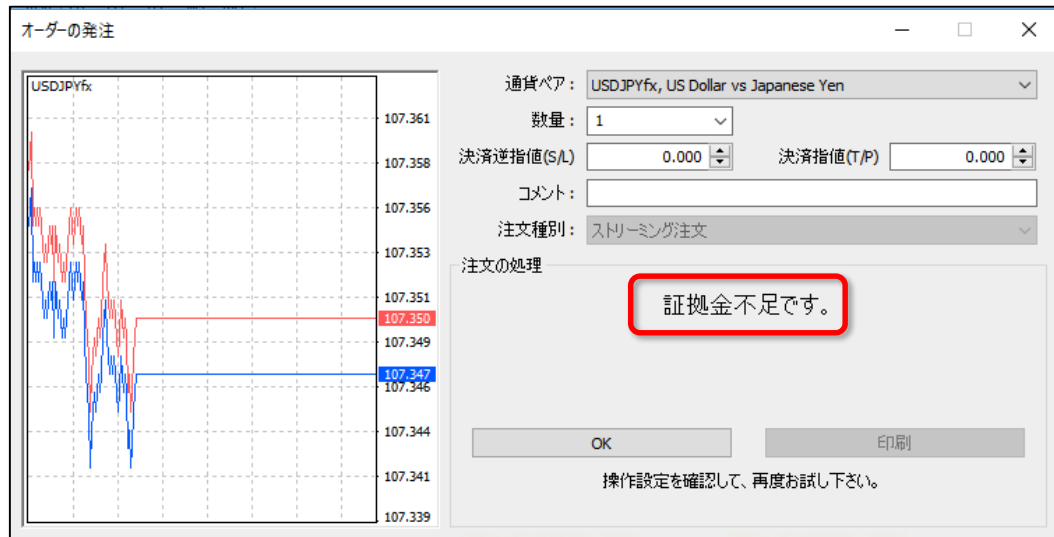 オーダーの発注
USDJPYfx
107.361
107.358
107.356
107.353
107.351
107.350
107.349
107.347
107.346
107.344
107.341
107.339
通貨ペア： USDJPYfx, US Dollar vs Japanese Yen
数量： 1
決済逆指値(S/L) 0.000 決済指値(T/P) 0.000
コメント：
注文種別： ストリーミング注文
注文の処理
証拠金不足です。
OK 印刷
操作設定を確認して、再度お試し下さい。